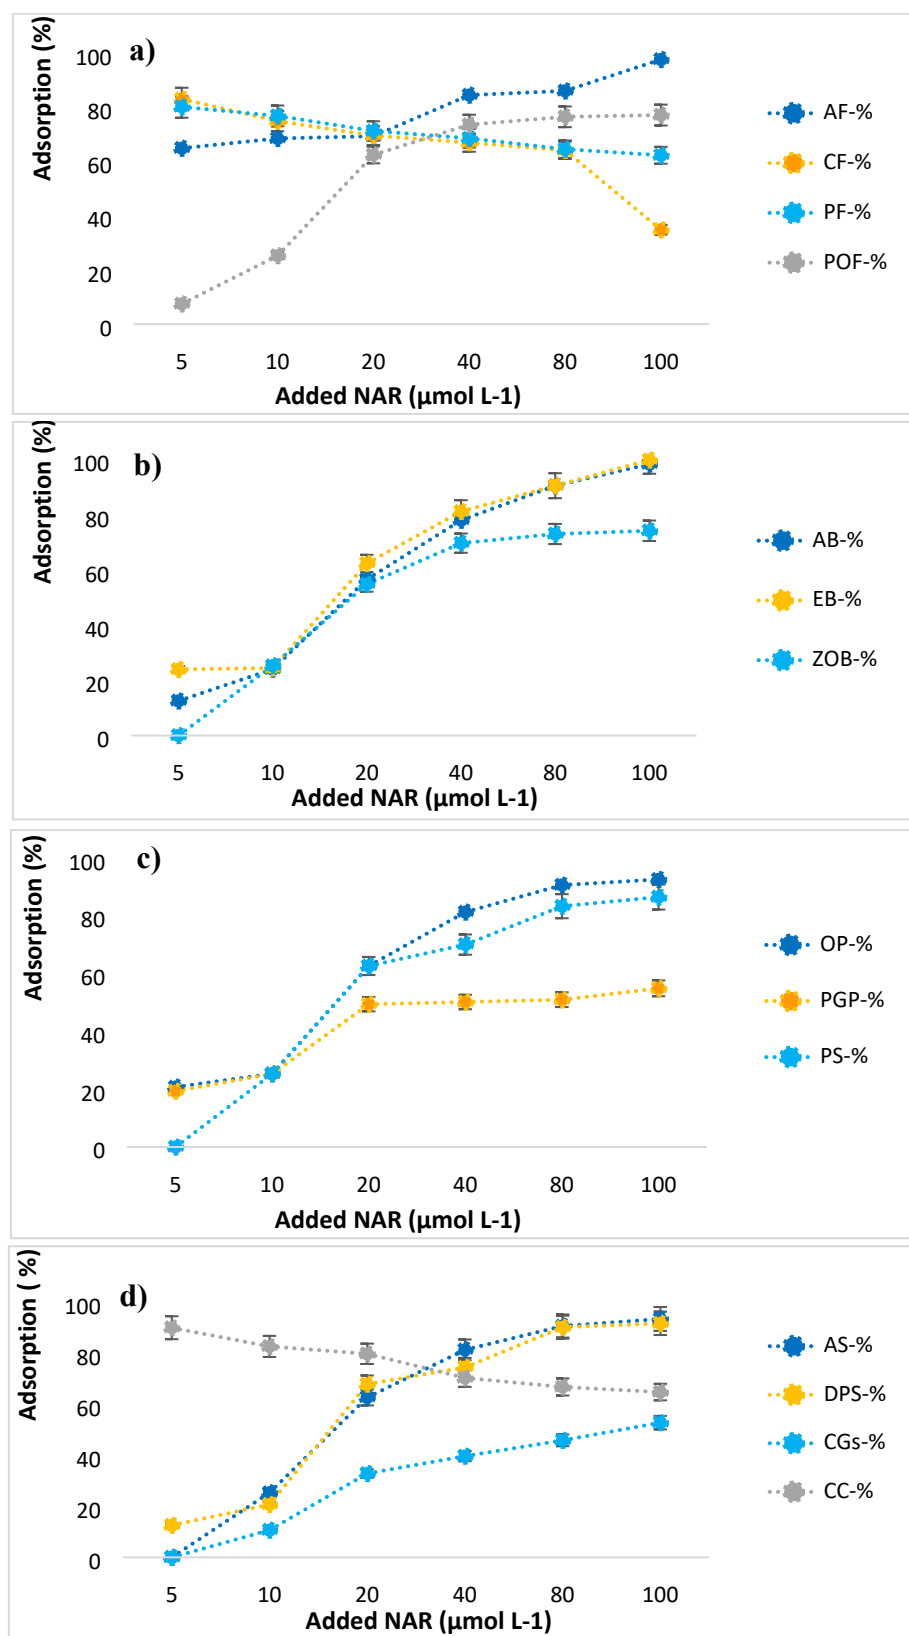 a)
Adsorption (%)
100
80
60
40
20
0
5 10 20 40 80 100
Added NAR (µmol L-1)
AF-%
CF-%
PF-%
POF-%
b)
Adsorption (%)
100
80
60
40
20
0
5 10 20 40 80 100
Added NAR (µmol L-1)
AB-%
EB-%
ZOB-%
c)
Adsorption (%)
100
80
60
40
20
0
5 10 20 40 80 100
Added NAR (µmol L-1)
OP-%
PGP-%
PS-%
d)
Adsorption ( %)
100
80
60
40
20
0
5 10 20 40 80 100
Added NAR (µmol L-1)
AS-%
DPS-%
CGs-%
CC-%